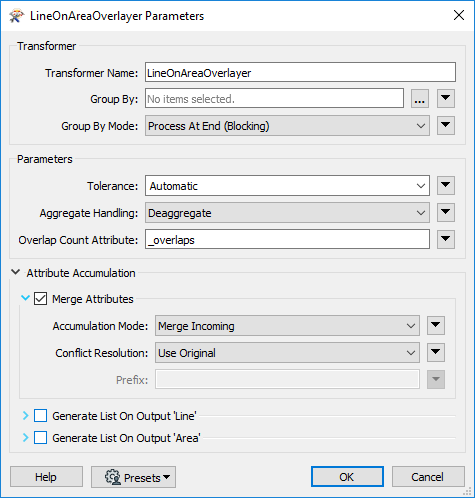 LineOnAreaOverlayer Parameters
Transformer
Transformer Name: LineOnAreaOverlayer
Group By: No items selected. ...
Group By Mode: Process At End (Blocking)
Parameters
Tolerance: Automatic
Aggregate Handling: Deaggregate
Overlap Count Attribute: _overlaps
Attribute Accumulation
Merge Attributes
Accumulation Mode: Merge Incoming
Conflict Resolution: Use Original
Prefix:
Generate List On Output 'Line'
Generate List On Output 'Area'
Help Presets OK Cancel